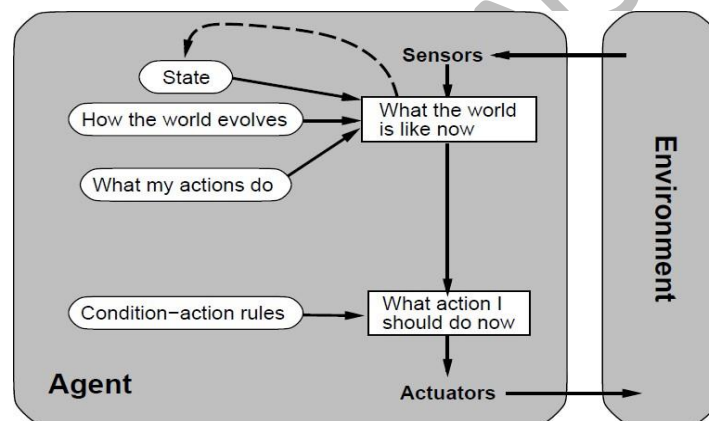 Sensors
State
What the world
is like now
How the world evolves
What my actions do
Environment
Condition−action rules
What action I
should do now
Agent
Actuators